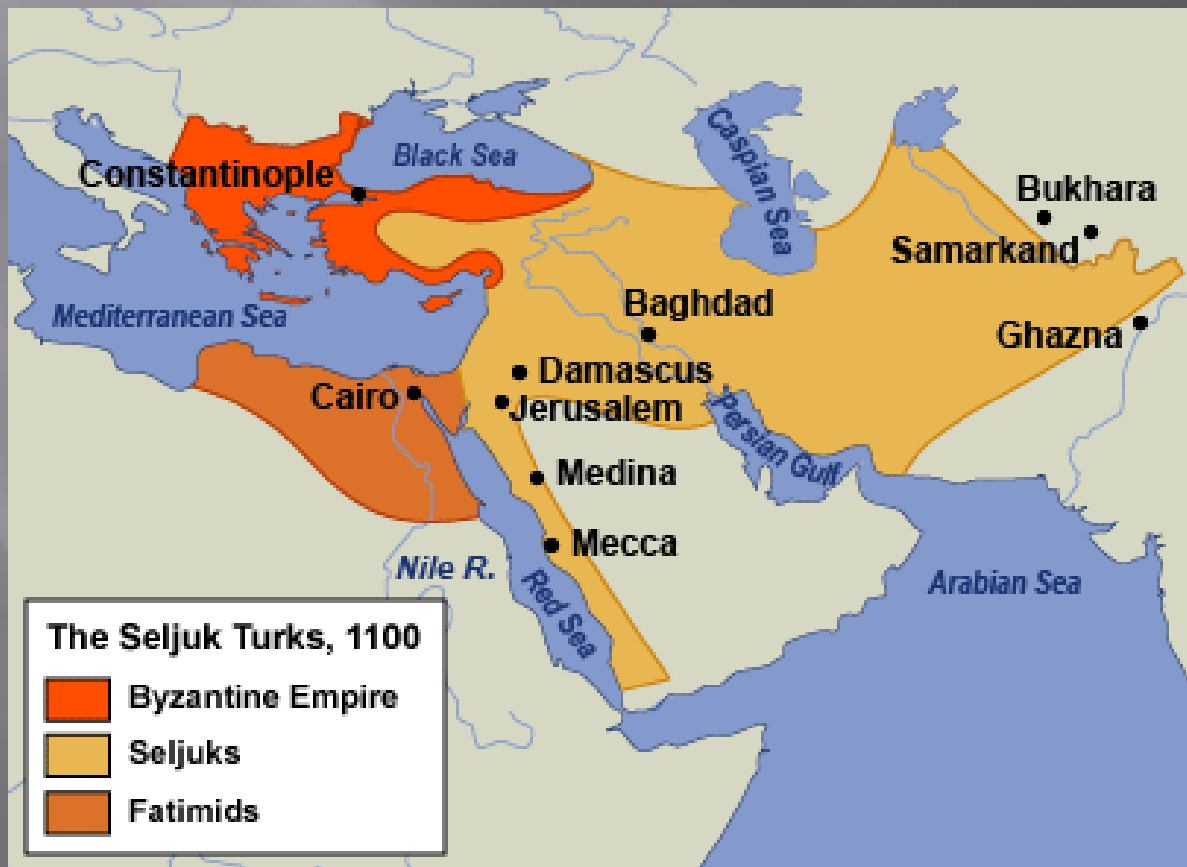 Black Sea
Constantinople
Caspian Sea
Bukhara
Samarkand
Mediterranean Sea
Baghdad
Ghazna
Damascus
Cairo
Jerusalem
Persian Gulf
Medina
Mecca
Nile R.
Red Sea
Arabian Sea
The Seljuk Turks, 1100
Byzantine Empire
Seljuks
Fatimids